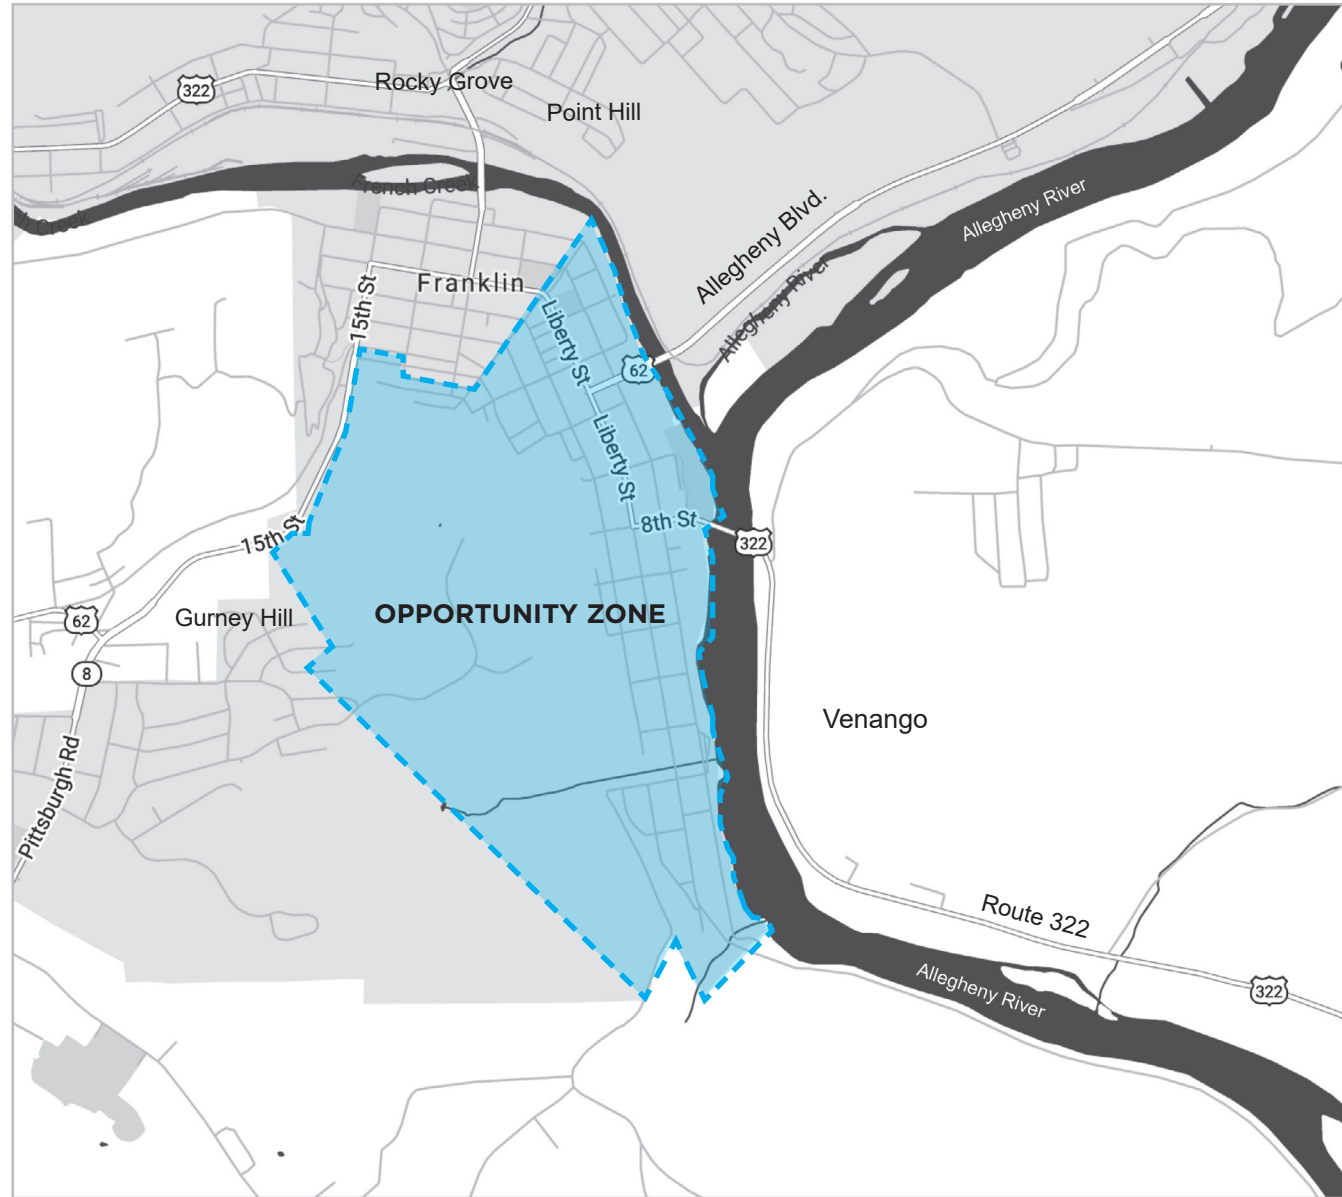 Rocky Grove
322
Point Hill
French Creek
h Creek
Allegheny River
Allegheny Blvd.
Allegheny River
Franklin
15th St
Liberty St
62
Liberty St
8th St
15th St
322
OPPORTUNITY ZONE
Gurney Hill
62
8
Venango
Pittsburgh Rd
Route 322
Allegheny River
322